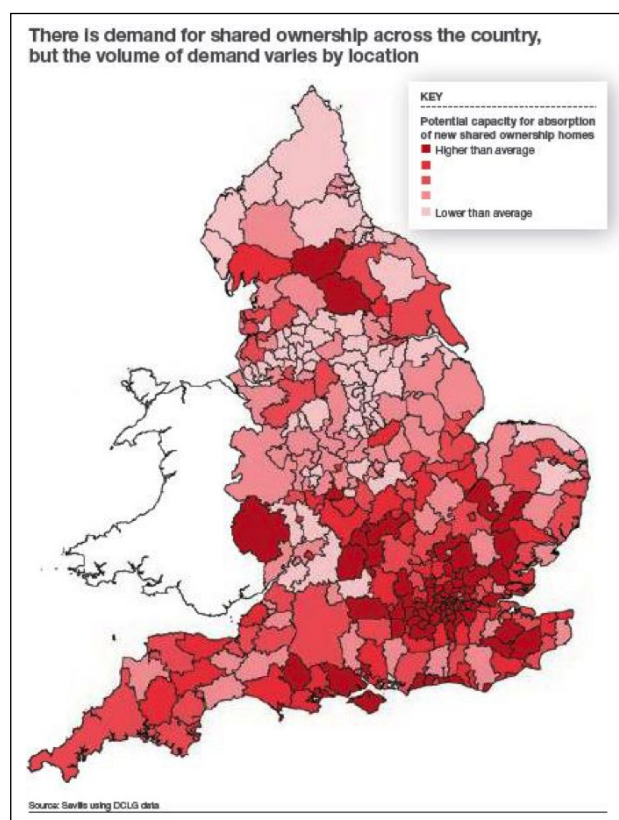 There is demand for shared ownership across the country,
but the volume of demand varies by location
KEY
Potential capacity for absorption
of new shared ownership homes
Higher than average
Lower than average
Source: Savills using DCLG data